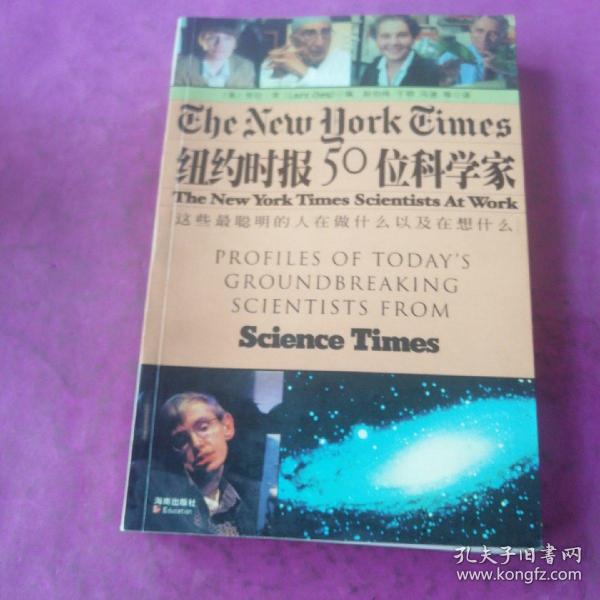 The New York Times
纽约时报50位科学家
The New York Times Scientists At Work
这些最聪明的人在做什么以及在想什么
PROFILES OF TODAY'S
GROUNDBREAKING
SCIENTISTS FROM
Science Times
海南出版社
Education
孔夫子旧书网
www.kongfz.com